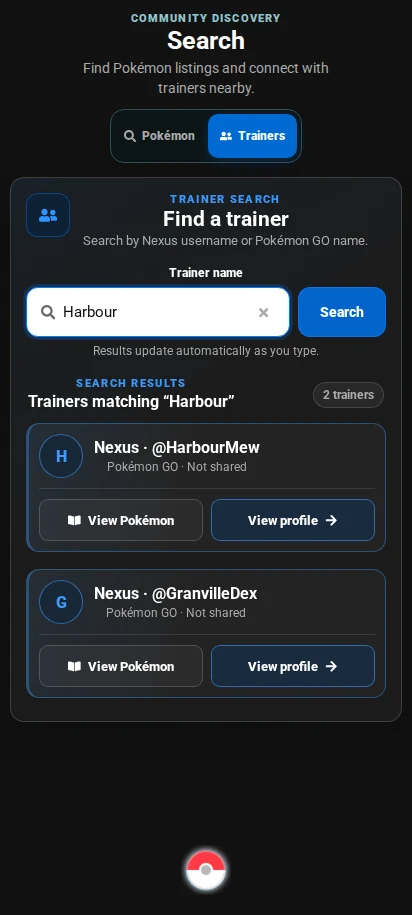 COMMUNITY DISCOVERY
Search
Find Pokémon listings and connect with
trainers nearby.
Pokémon
Trainers
TRAINER SEARCH
Find a trainer
Search by Nexus username or Pokémon GO name.
Trainer name
Harbour
Search
Results update automatically as you type.
SEARCH RESULTS
Trainers matching “Harbour”
2 trainers
H
Nexus · @HarbourMew
Pokémon GO · Not shared
View Pokémon
View profile
G
Nexus · @GranvilleDex
Pokémon GO · Not shared
View Pokémon
View profile